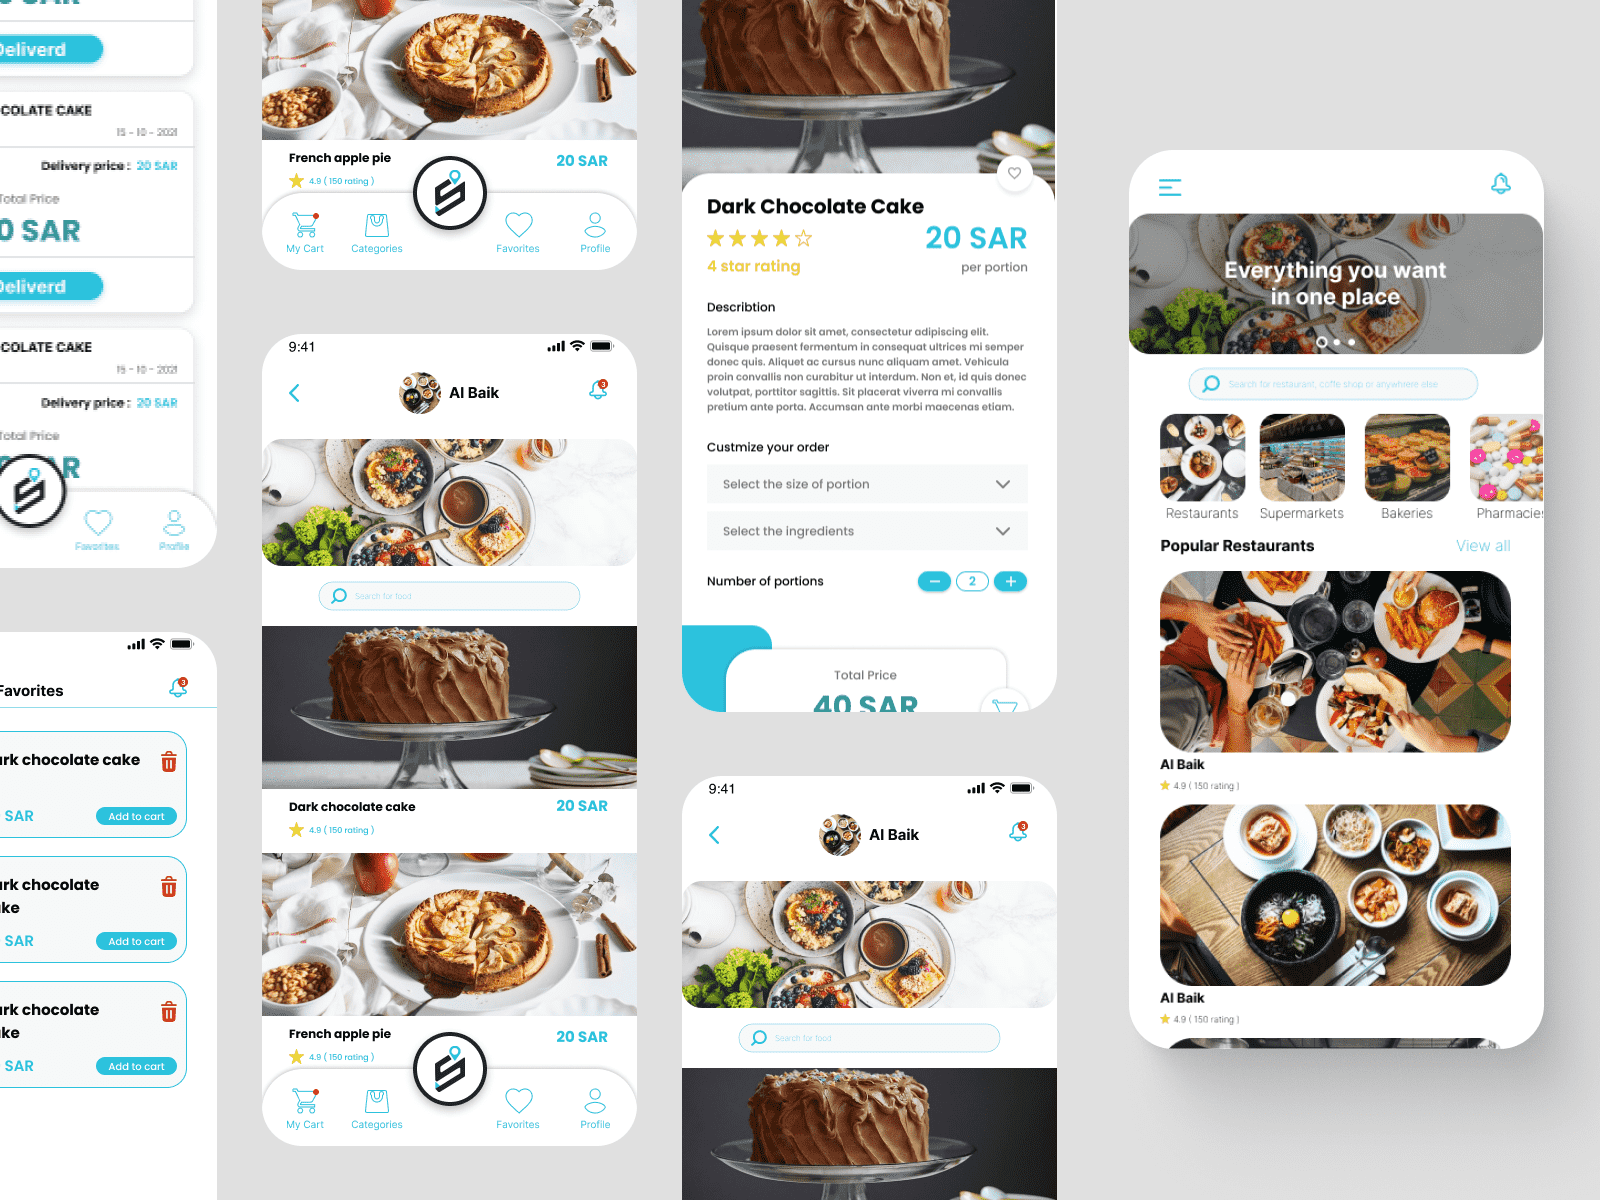 0 SAR
Deliverd
COLATE CAKE
15 - 10 - 2021
Delivery price : 20 SAR
Total Price
0 SAR
Deliverd
COLATE CAKE
15 - 10 - 2021
Delivery price : 20 SAR
Total Price
AR
Favorites
Profile
Favorites
3
rk chocolate cake
SAR
Add to cart
rk chocolate
ke
SAR
Add to cart
rk chocolate
ke
SAR
Add to cart
French apple pie
20 SAR
4.9 ( 150 rating )
My Cart
Categories
Favorites
Profile
9:41
Al Baik
3
Search for food
Dark chocolate cake
20 SAR
4.9 ( 150 rating )
French apple pie
20 SAR
4.9 ( 150 rating )
My Cart
Categories
Favorites
Profile
Dark Chocolate Cake
20 SAR
4 star rating
per portion
Describtion
Lorem ipsum dolor sit amet, consectetur adipiscing elit.
Quisque praesent fermentum in consequat ultrices mi semper
donec quis. Aliquet ac cursus nunc aliquam amet. Vehicula
proin convallis non curabitur ut interdum. Non et, id quis donec
volutpat, porttitor sagittis. Sit placerat viverra mi convallis
pretium ante porta. Accumsan ante morbi maecenas etiam.
Custmize your order
Select the size of portion
Select the ingredients
Number of portions
− 2 +
Total Price
40 SAR
9:41
Al Baik
3
Search for food
Everything you want
in one place
Search for restaurant, coffe shop or anywhere else
Restaurants
Supermarkets
Bakeries
Pharmacies
Popular Restaurants
View all
Al Baik
4.9 ( 150 rating )
Al Baik
4.9 ( 150 rating )